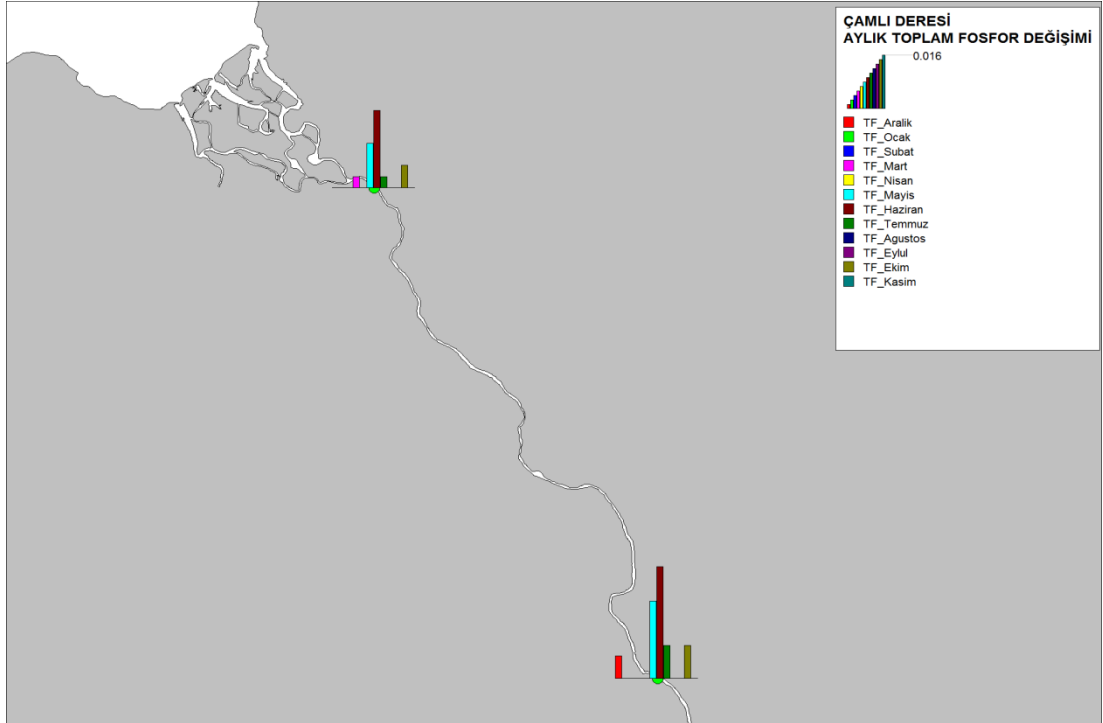 ÇAMLI DERESİ
AYLIK TOPLAM FOSFOR DEĞİŞİMİ
0.016
TF_Aralik
TF_Ocak
TF_Subat
TF_Mart
TF_Nisan
TF_Mayis
TF_Haziran
TF_Temmuz
TF_Agustos
TF_Eylul
TF_Ekim
TF_Kasim